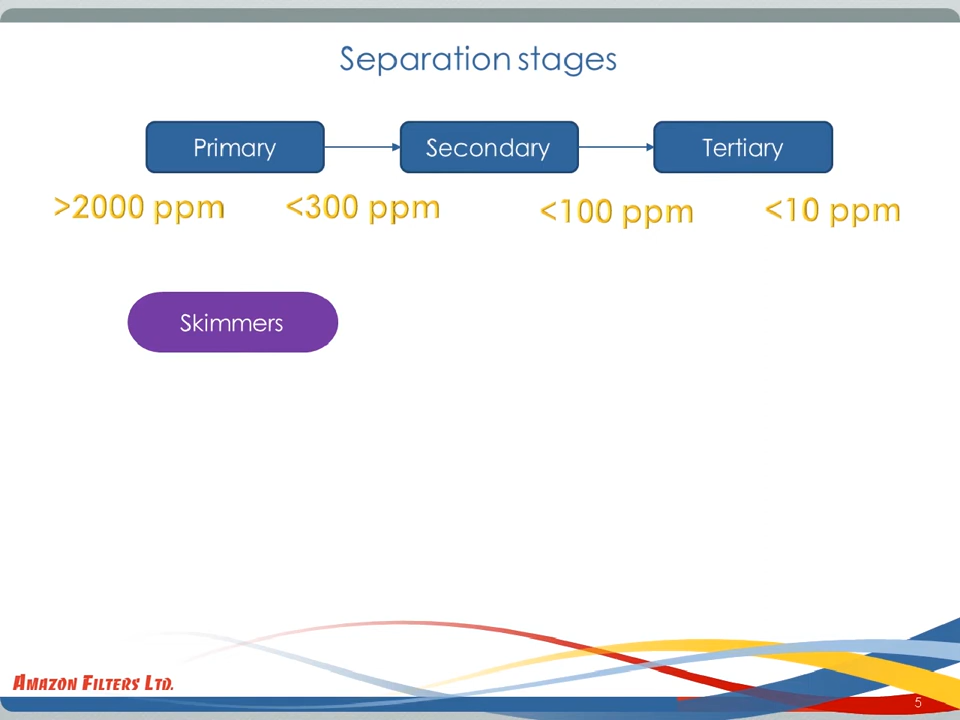 Separation stages
Primary
Secondary
Tertiary
>2000 ppm
<300 ppm
<100 ppm
<10 ppm
Skimmers
AMAZON FILTERS LTD.
5